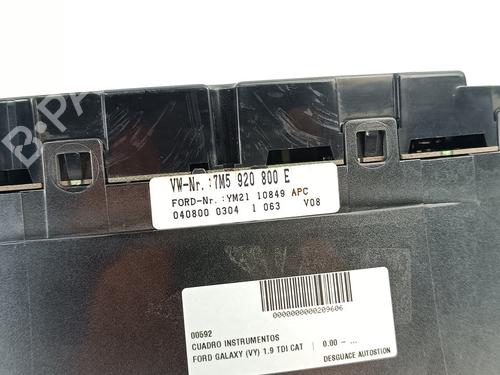 B-PA
VW-Nr.:7M5 920 800 E
FORD-Nr.:YM21 10849 APC
040800 0304 1 063 V08
0000000000209606
00592
CUADRO INSTRUMENTOS
FORD GALAXY (VY) 1.9 TDI CAT
0.00 - ...
DESGUACE AUTOSTION